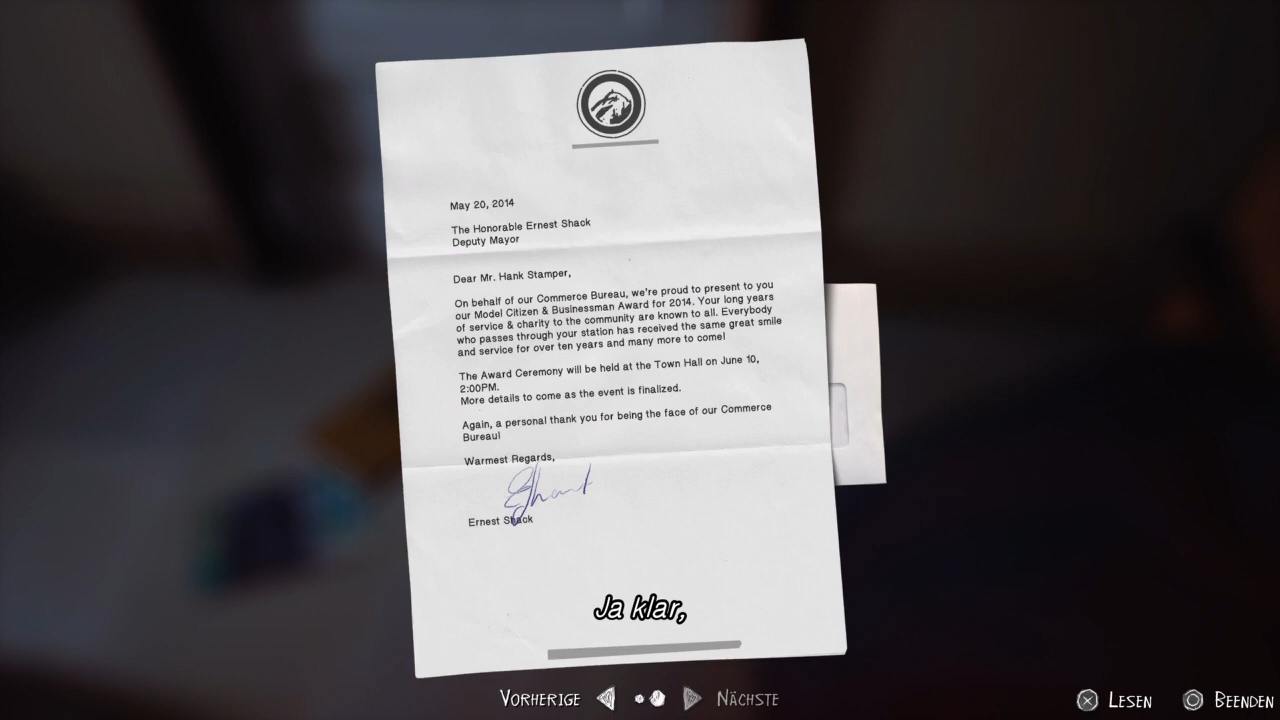 May 20, 2014
The Honorable Ernest Shack
Deputy Mayor
Dear Mr. Hank Stamper,
On behalf of our Commerce Bureau, we're proud to present to you
our Model Citizen & Businessman Award for 2014. Your long years
of service & charity to the community are known to all. Everybody
who passes through your station has received the same great smile
and service for over ten years and many more to come!
The Award Ceremony will be held at the Town Hall on June 10,
2:00PM.
More details to come as the event is finalized.
Again, a personal thank you for being the face of our Commerce
Bureau!
Warmest Regards,
Ernest Shack
Ja klar,
Vorherige
Nächste
Lesen
Beenden